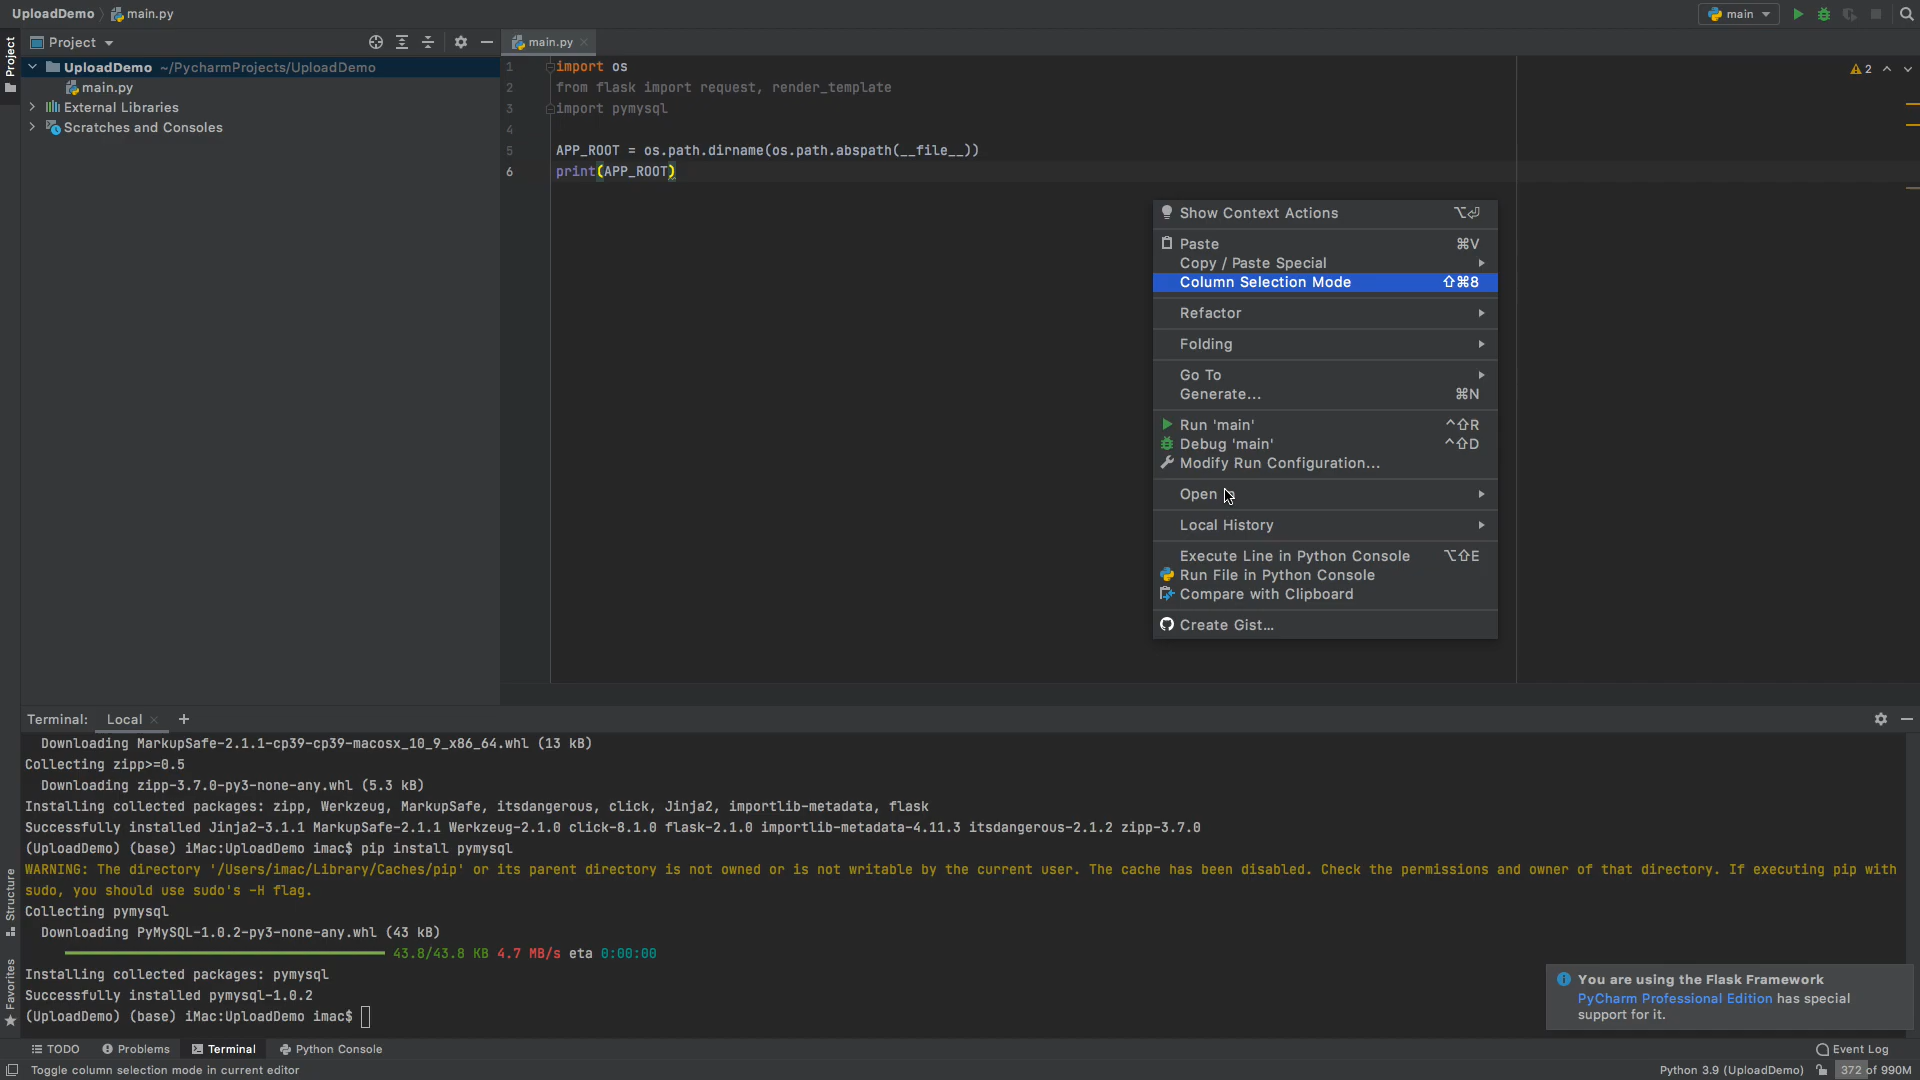 UploadDemo main.py
main
Project
Project
UploadDemo ~/PycharmProjects/UploadDemo
main.py
External Libraries
Scratches and Consoles
main.py
1 import os
2 from flask import request, render_template
3 import pymysql
4
5 APP_ROOT = os.path.dirname(os.path.abspath(__file__))
6 print(APP_ROOT)
2
Show Context Actions ⌥⏎
Paste ⌘V
Copy / Paste Special
Column Selection Mode ⇧⌘8
Refactor
Folding
Go To
Generate... ⌘N
Run 'main' ^⇧R
Debug 'main' ^⇧D
Modify Run Configuration...
Open
Local History
Execute Line in Python Console ⌥⇧E
Run File in Python Console
Compare with Clipboard
Create Gist...
Terminal: Local +
Downloading MarkupSafe-2.1.1-cp39-cp39-macosx_10_9_x86_64.whl (13 kB)
Collecting zipp>=0.5
Downloading zipp-3.7.0-py3-none-any.whl (5.3 kB)
Installing collected packages: zipp, Werkzeug, MarkupSafe, itsdangerous, click, Jinja2, importlib-metadata, flask
Successfully installed Jinja2-3.1.1 MarkupSafe-2.1.1 Werkzeug-2.1.0 click-8.1.0 flask-2.1.0 importlib-metadata-4.11.3 itsdangerous-2.1.2 zipp-3.7.0
(UploadDemo) (base) iMac:UploadDemo imac$ pip install pymysql
WARNING: The directory '/Users/imac/Library/Caches/pip' or its parent directory is not owned or is not writable by the current user. The cache has been disabled. Check the permissions and owner of that directory. If executing pip with
sudo, you should use sudo's -H flag.
Collecting pymysql
Downloading PyMySQL-1.0.2-py3-none-any.whl (43 kB)
43.8/43.8 KB 4.7 MB/s eta 0:00:00
Installing collected packages: pymysql
Successfully installed pymysql-1.0.2
(UploadDemo) (base) iMac:UploadDemo imac$
Structure
Favorites
You are using the Flask Framework
PyCharm Professional Edition has special
support for it.
TODO Problems Terminal Python Console Event Log
Toggle column selection mode in current editor Python 3.9 (UploadDemo) 372 of 990M